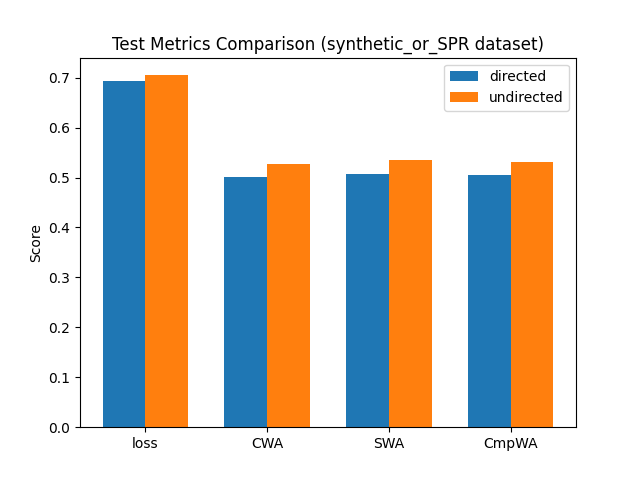 Test Metrics Comparison (synthetic_or_SPR dataset)
directed
undirected
Score
0.7
0.6
0.5
0.4
0.3
0.2
0.1
0.0
loss CWA SWA CmpWA